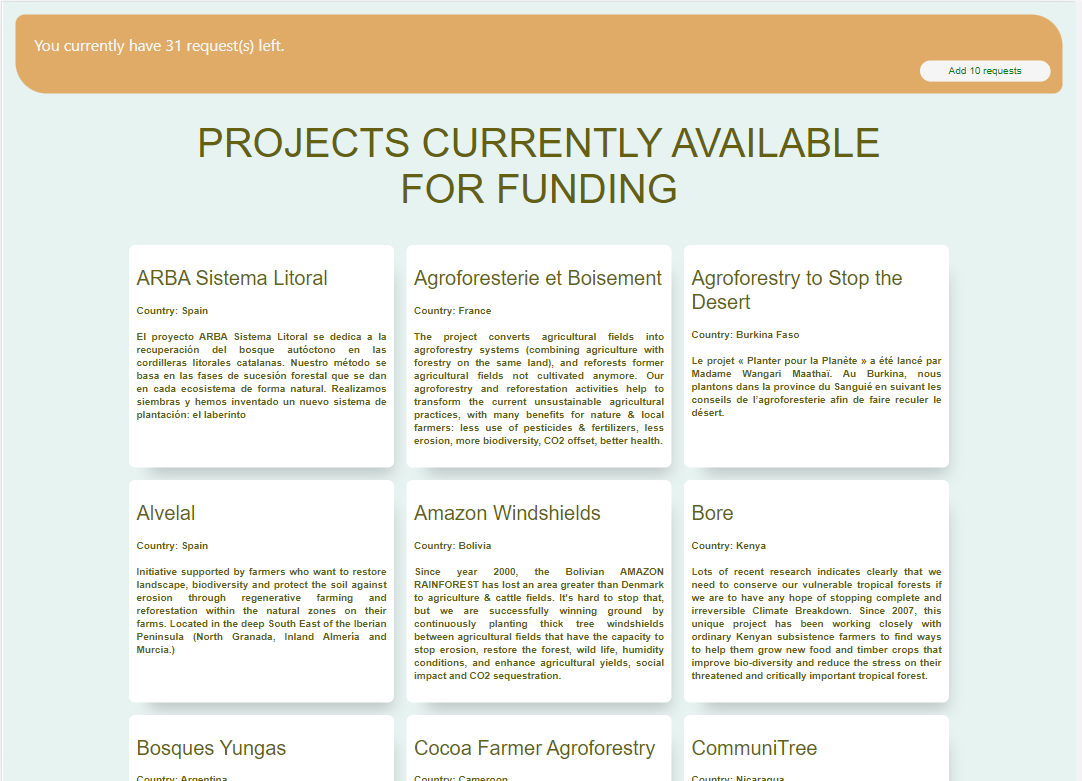 You currently have 31 request(s) left.
Add 10 requests
PROJECTS CURRENTLY AVAILABLE
FOR FUNDING
ARBA Sistema Litoral
Country: Spain
El proyecto ARBA Sistema Litoral se dedica a la
recuperación del bosque autóctono en las
cordilleras litorales catalanas. Nuestro método se
basa en las fases de sucesión forestal que se dan
en cada ecosistema de forma natural. Realizamos
siembras y hemos inventado un nuevo sistema de
plantación: el laberinto
Agroforesterie et Boisement
Country: France
The project converts agricultural fields into
agroforestry systems (combining agriculture with
forestry on the same land), and reforests former
agricultural fields not cultivated anymore. Our
agroforestry and reforestation activities help to
transform the current unsustainable agricultural
practices, with many benefits for nature & local
farmers: less use of pesticides & fertilizers, less
erosion, more biodiversity, CO2 offset, better health.
Agroforestry to Stop the
Desert
Country: Burkina Faso
Le projet « Planter pour la Planète » a été lancé par
Madame Wangari Maathaï. Au Burkina, nous
plantons dans la province du Sanguié en suivant les
conseils de l'agroforesterie afin de faire reculer le
désert.
Alvelal
Country: Spain
Initiative supported by farmers who want to restore
landscape, biodiversity and protect the soil against
erosion through regenerative farming and
reforestation within the natural zones on their
farms. Located in the deep South East of the Iberian
Peninsula (North Granada, Inland Almería and
Murcia.)
Amazon Windshields
Country: Bolivia
Since year 2000, the Bolivian AMAZON
RAINFOREST has lost an area greater than Denmark
to agriculture & cattle fields. It's hard to stop that,
but we are successfully winning ground by
continuously planting thick tree windshields
between agricultural fields that have the capacity to
stop erosion, restore the forest, wild life, humidity
conditions, and enhance agricultural yields, social
impact and CO2 sequestration.
Bore
Country: Kenya
Lots of recent research indicates clearly that we
need to conserve our vulnerable tropical forests if
we are to have any hope of stopping complete and
irreversible Climate Breakdown. Since 2007, this
unique project has been working closely with
ordinary Kenyan subsistence farmers to find ways
to help them grow new food and timber crops that
improve bio-diversity and reduce the stress on their
threatened and critically important tropical forest.
Bosques Yungas
Country: Argentina
Cocoa Farmer Agroforestry
Country: Cameroon
CommuniTree
Country: Nicaragua